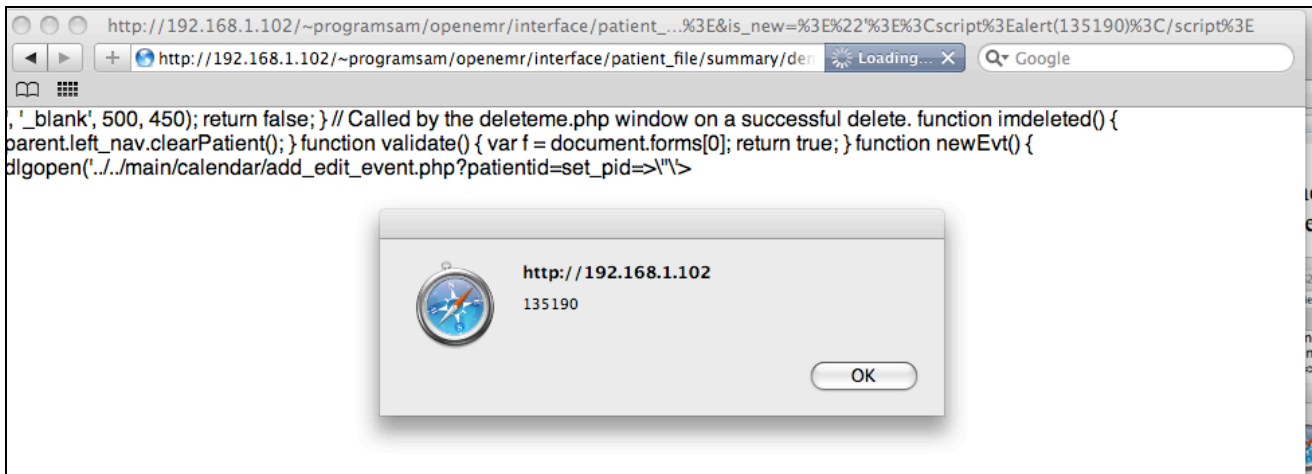 http://192.168.1.102/~programsam/openemr/interface/patient_...%3E&is_new=%3E%22'%3E%3Cscript%3Ealert(135190)%3C/script%3E
http://192.168.1.102/~programsam/openemr/interface/patient_file/summary/den Loading... Google
', '_blank', 500, 450); return false; } // Called by the deleteme.php window on a successful delete. function imdeleted() {
parent.left_nav.clearPatient(); } function validate() { var f = document.forms[0]; return true; } function newEvt() {
dlgopen('../../main/calendar/add_edit_event.php?patientid=set_pid=>\"\'>
http://192.168.1.102
135190
OK